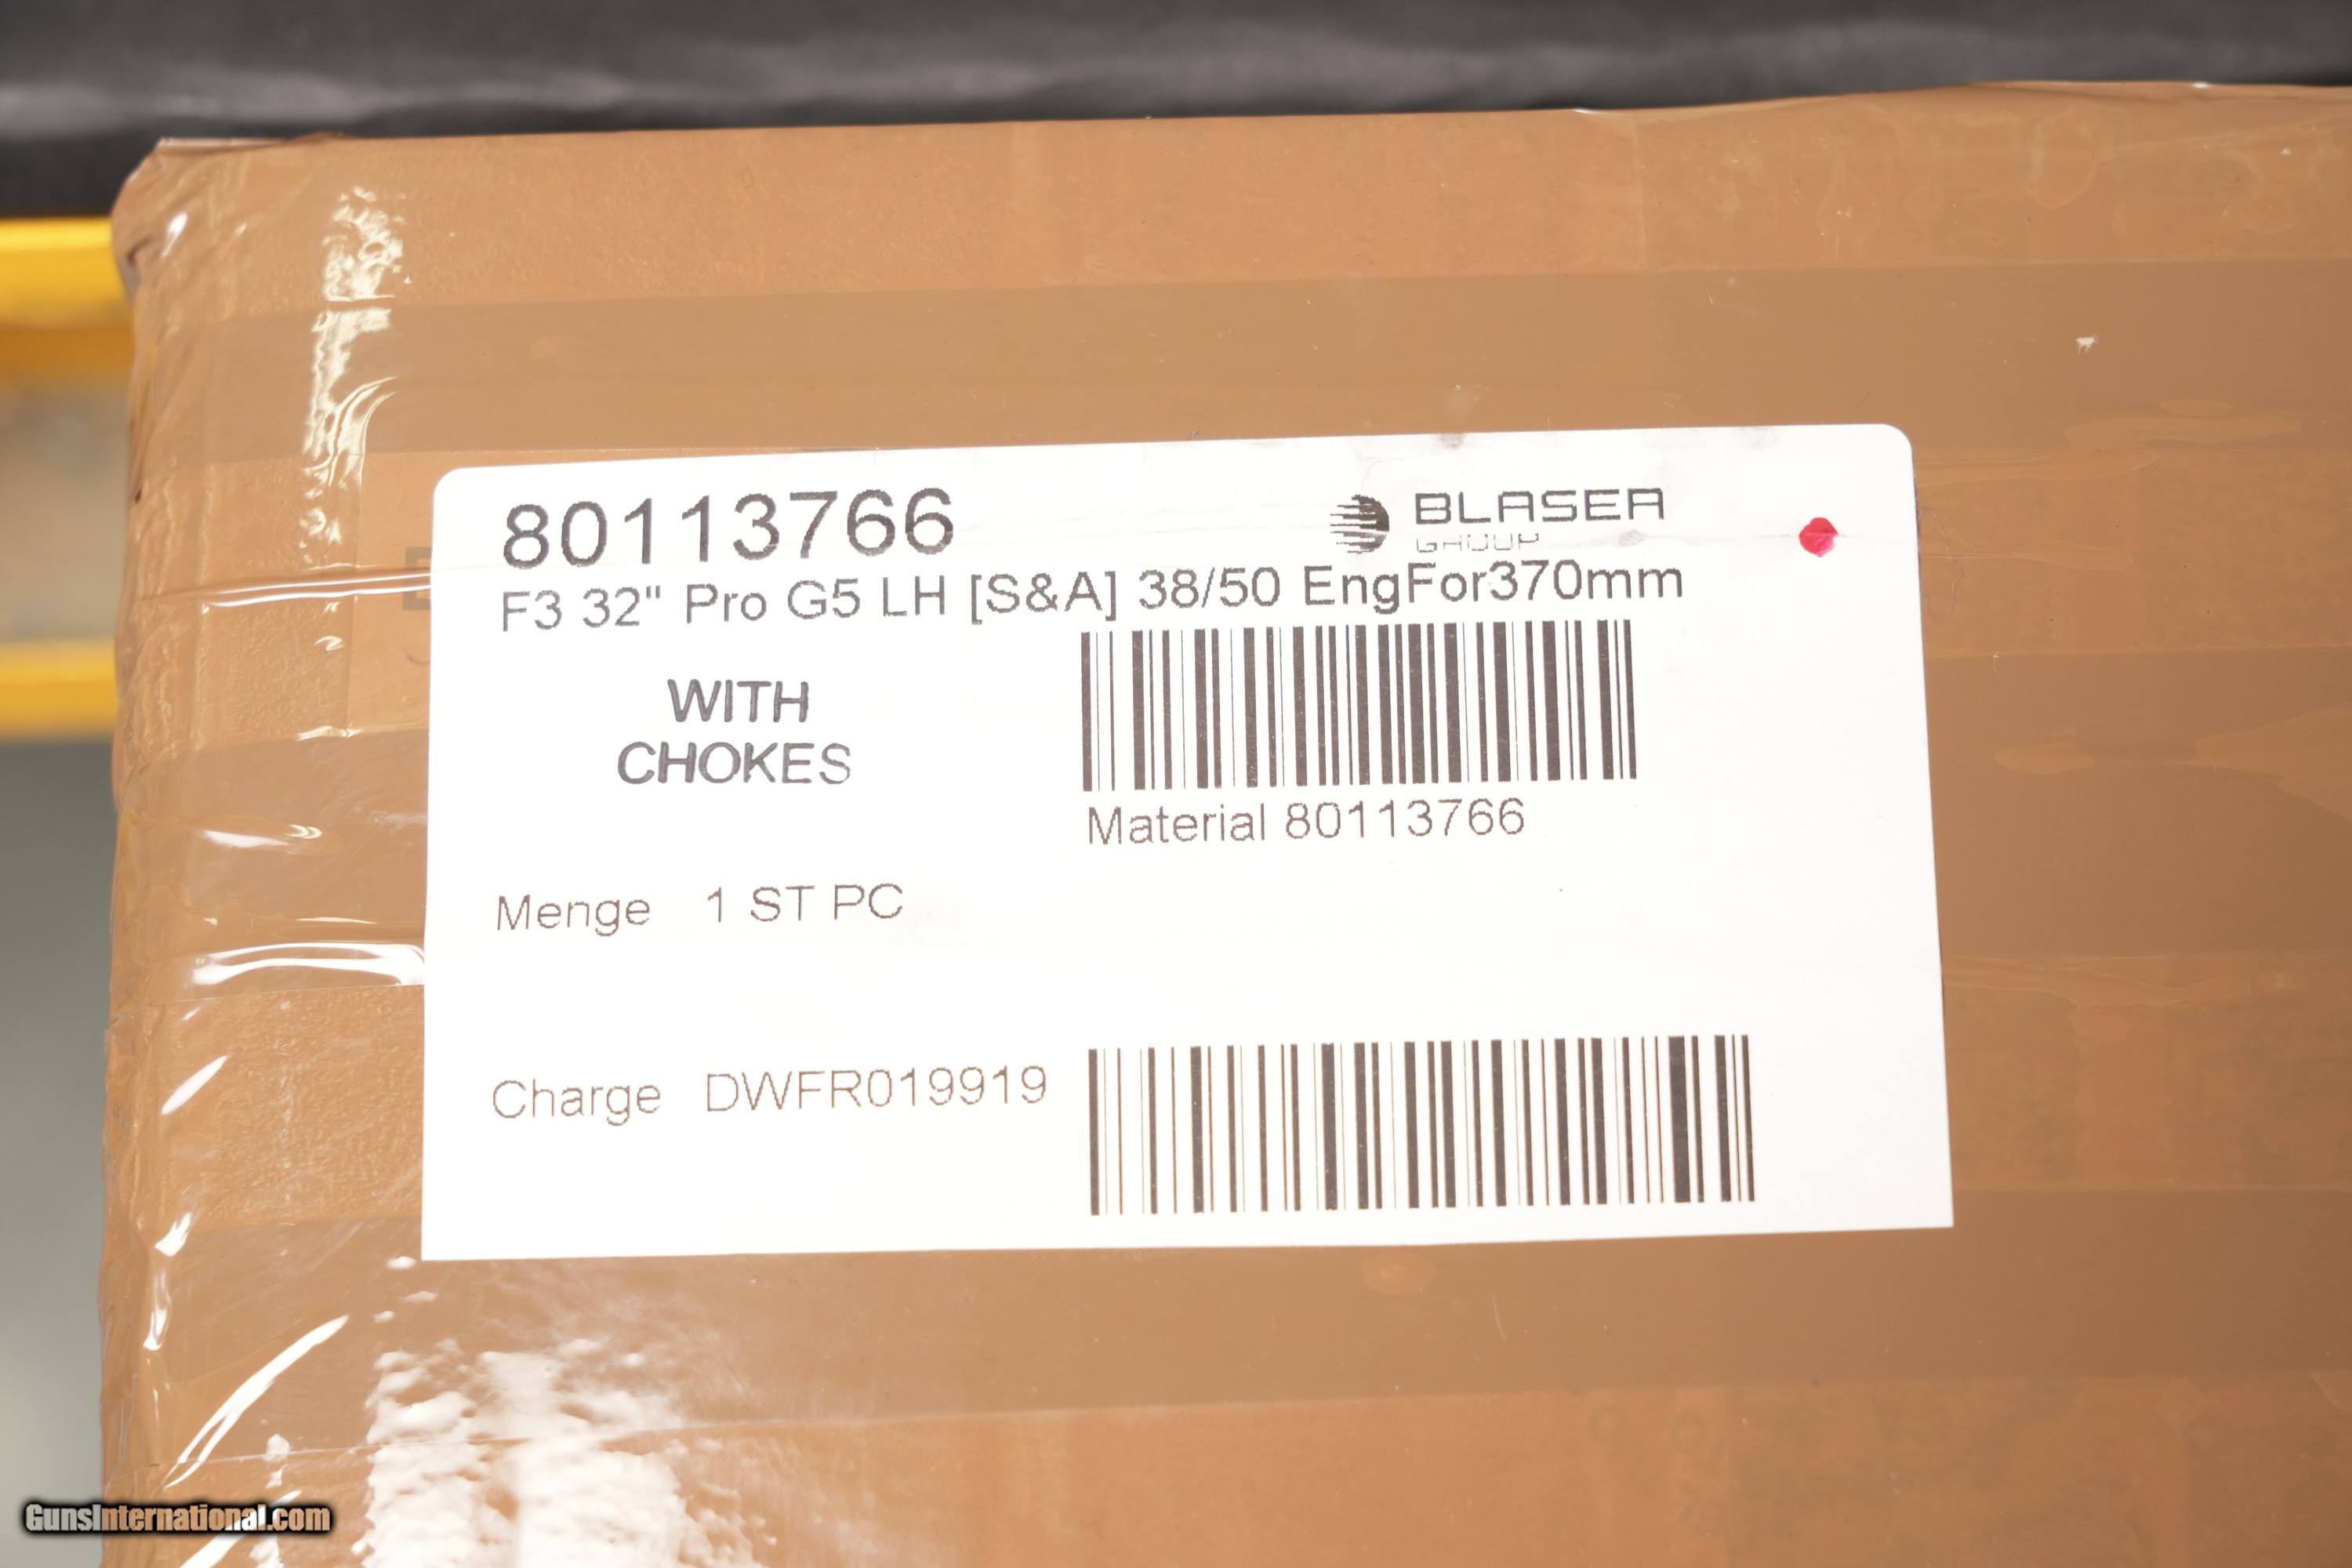 80113766
BLASER
GROUP
F3 32" Pro G5 LH [S&A] 38/50 EngFor370mm
WITH
CHOKES
Material 80113766
Menge 1 ST PC
Charge DWFR019919
GunsInternational.com